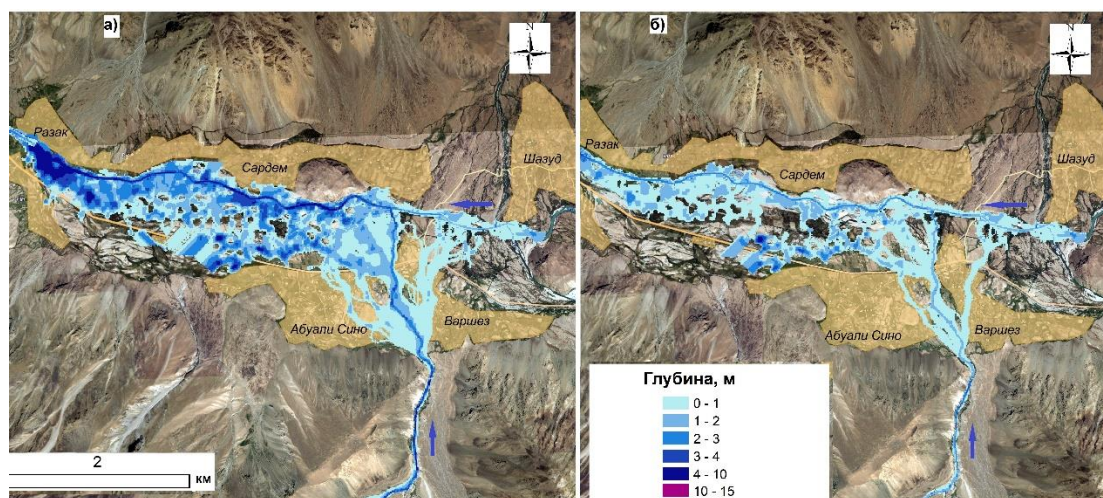 а)
N
Разак
Сардем
Шазуд
Абуали Сино
Варшез
2
км
б)
N
Разак
Сардем
Шазуд
Абуали Сино
Варшез
Глубина, м
0 - 1
1 - 2
2 - 3
3 - 4
4 - 10
10 - 15